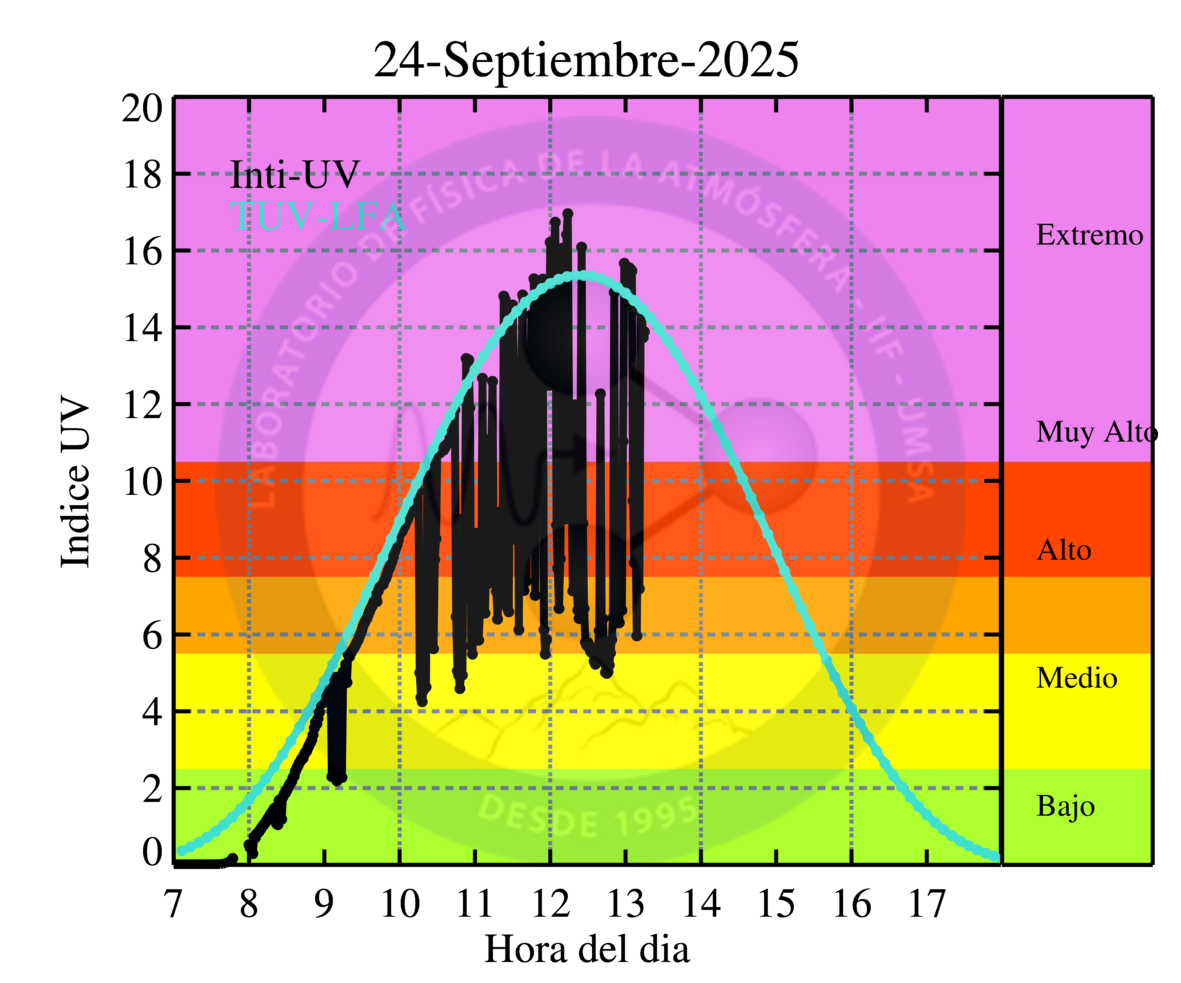 24-Septiembre-2025
20
18
16
14
12
10
8
6
4
2
0
Indice UV
Inti-UV
TUV-LFA
LABORATORIO DE FÍSICA DE LA ATMÓSFERA - IIF - UMSA
DESDE 1995
Extremo
Muy Alto
Alto
Medio
Bajo
7 8 9 10 11 12 13 14 15 16 17
Hora del dia